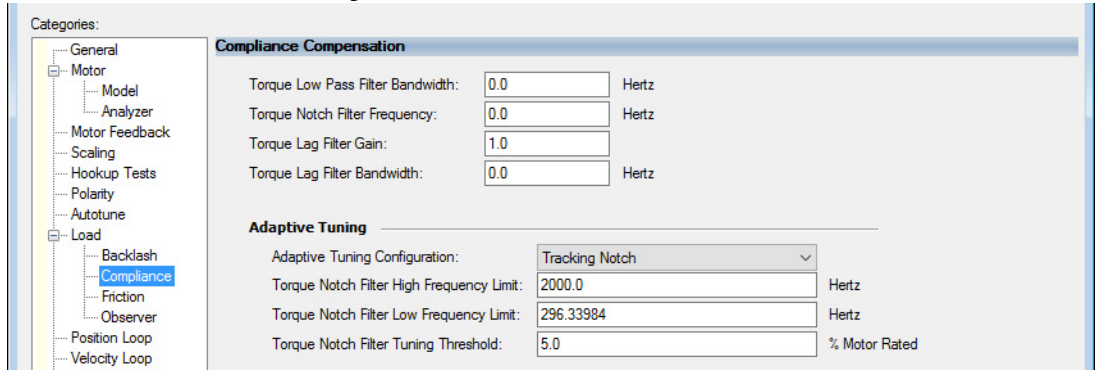 Categories:
General
Motor
Model
Analyzer
Motor Feedback
Scaling
Hookup Tests
Polarity
Autotune
Load
Backlash
Compliance
Friction
Observer
Position Loop
Velocity Loop
Compliance Compensation
Torque Low Pass Filter Bandwidth: 0.0 Hertz
Torque Notch Filter Frequency: 0.0 Hertz
Torque Lag Filter Gain: 1.0
Torque Lag Filter Bandwidth: 0.0 Hertz
Adaptive Tuning
Adaptive Tuning Configuration: Tracking Notch
Torque Notch Filter High Frequency Limit: 2000.0 Hertz
Torque Notch Filter Low Frequency Limit: 296.33984 Hertz
Torque Notch Filter Tuning Threshold: 5.0 % Motor Rated